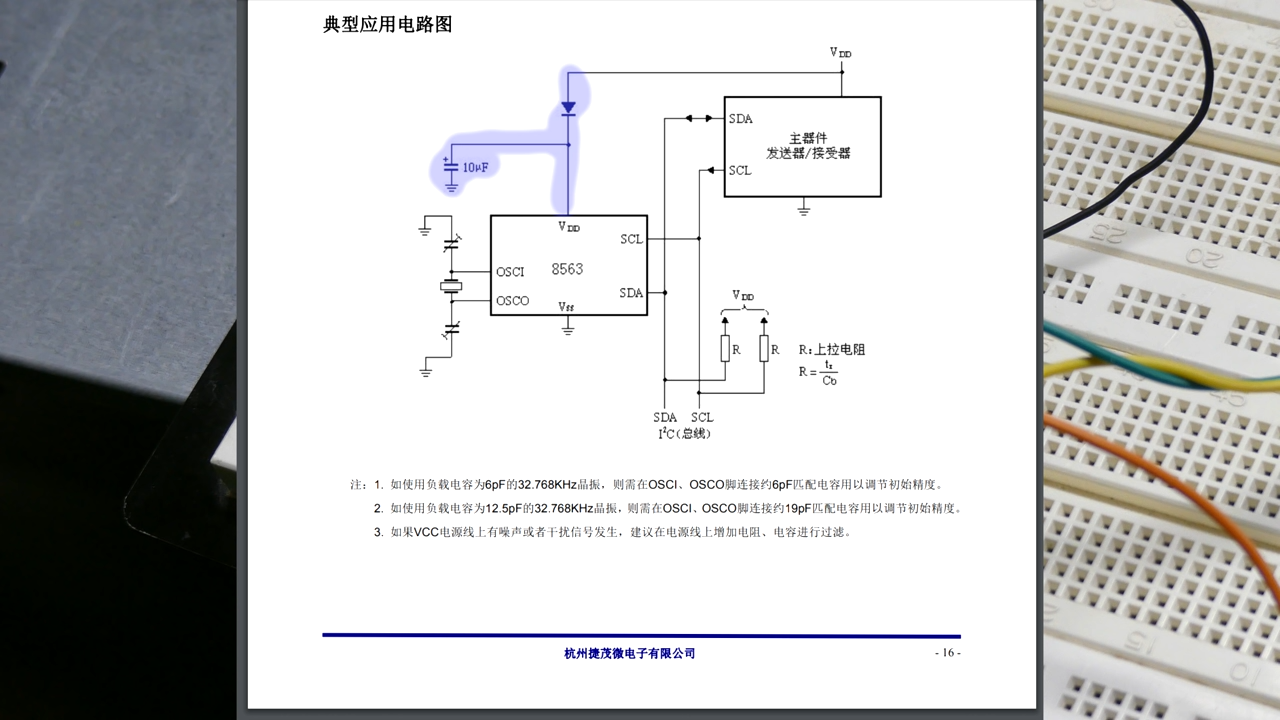 典型应用电路图
VDD
SDA
主器件
发送器/接受器
SCL
+
10μF
VDD
SCL
OSCI
8563
SDA
OSCO
VSS
VDD
R
R
R:上拉电阻
R=tr/Cb
SDA SCL
I²C(总线)
注：1. 如使用负载电容为6pF的32.768KHz晶振，则需在OSCI、OSCO脚连接约6pF匹配电容用以调节初始精度。
2. 如使用负载电容为12.5pF的32.768KHz晶振，则需在OSCI、OSCO脚连接约19pF匹配电容用以调节初始精度。
3. 如果VCC电源线上有噪声或者干扰信号发生，建议在电源线上增加电阻、电容进行过滤。
杭州捷茂微电子有限公司
- 16 -
25
20
15
10